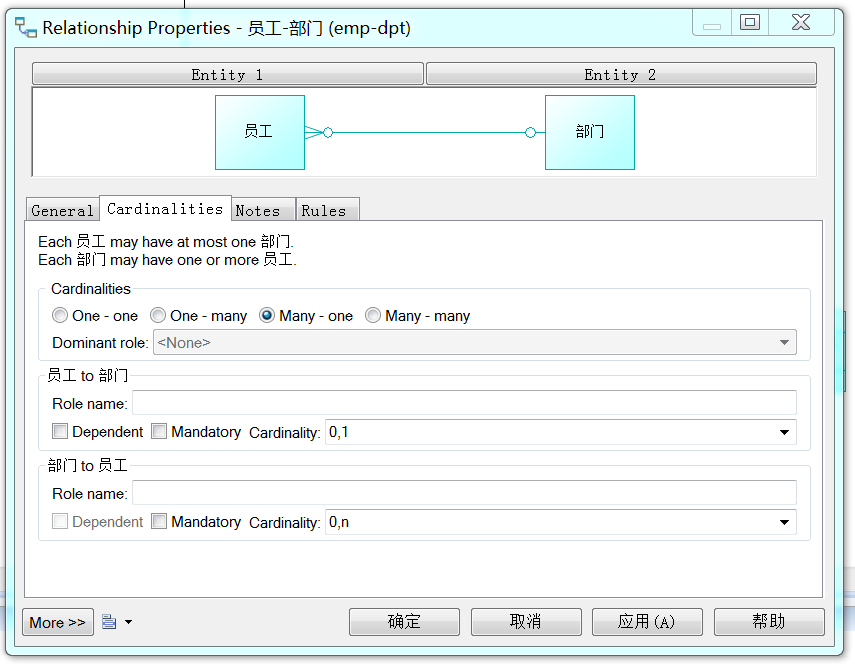 Relationship Properties - 员工-部门 (emp-dpt)
Entity 1 Entity 2
员工 部门
General Cardinalities Notes Rules
Each 员工 may have at most one 部门.
Each 部门 may have one or more 员工.
Cardinalities
One - one One - many Many - one Many - many
Dominant role: <None>
员工 to 部门
Role name:
Dependent Mandatory Cardinality: 0,1
部门 to 员工
Role name:
Dependent Mandatory Cardinality: 0,n
More >> 确定 取消 应用(A) 帮助